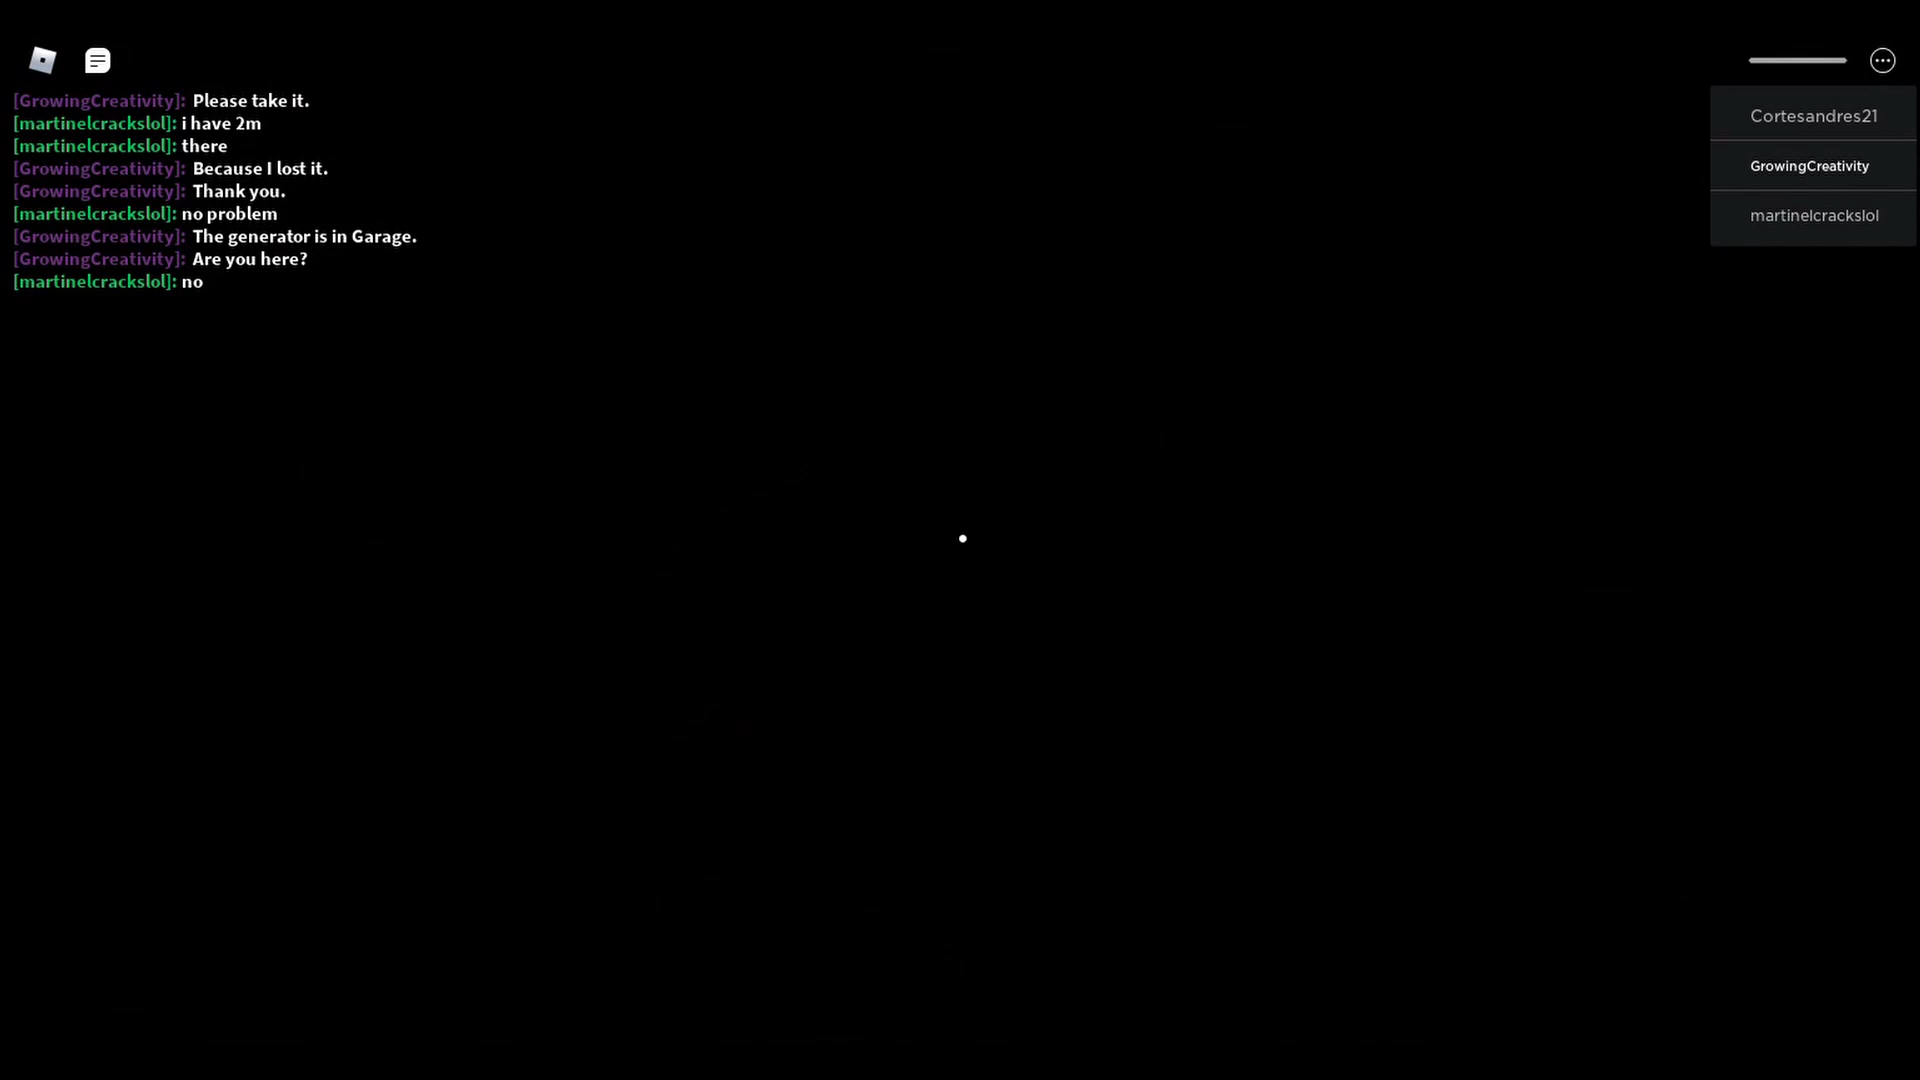 [GrowingCreativity]: Please take it.
[martinelcrackslol]: i have 2m
[martinelcrackslol]: there
[GrowingCreativity]: Because I lost it.
[GrowingCreativity]: Thank you.
[martinelcrackslol]: no problem
[GrowingCreativity]: The generator is in Garage.
[GrowingCreativity]: Are you here?
[martinelcrackslol]: no
Cortesandres21
GrowingCreativity
martinelcrackslol